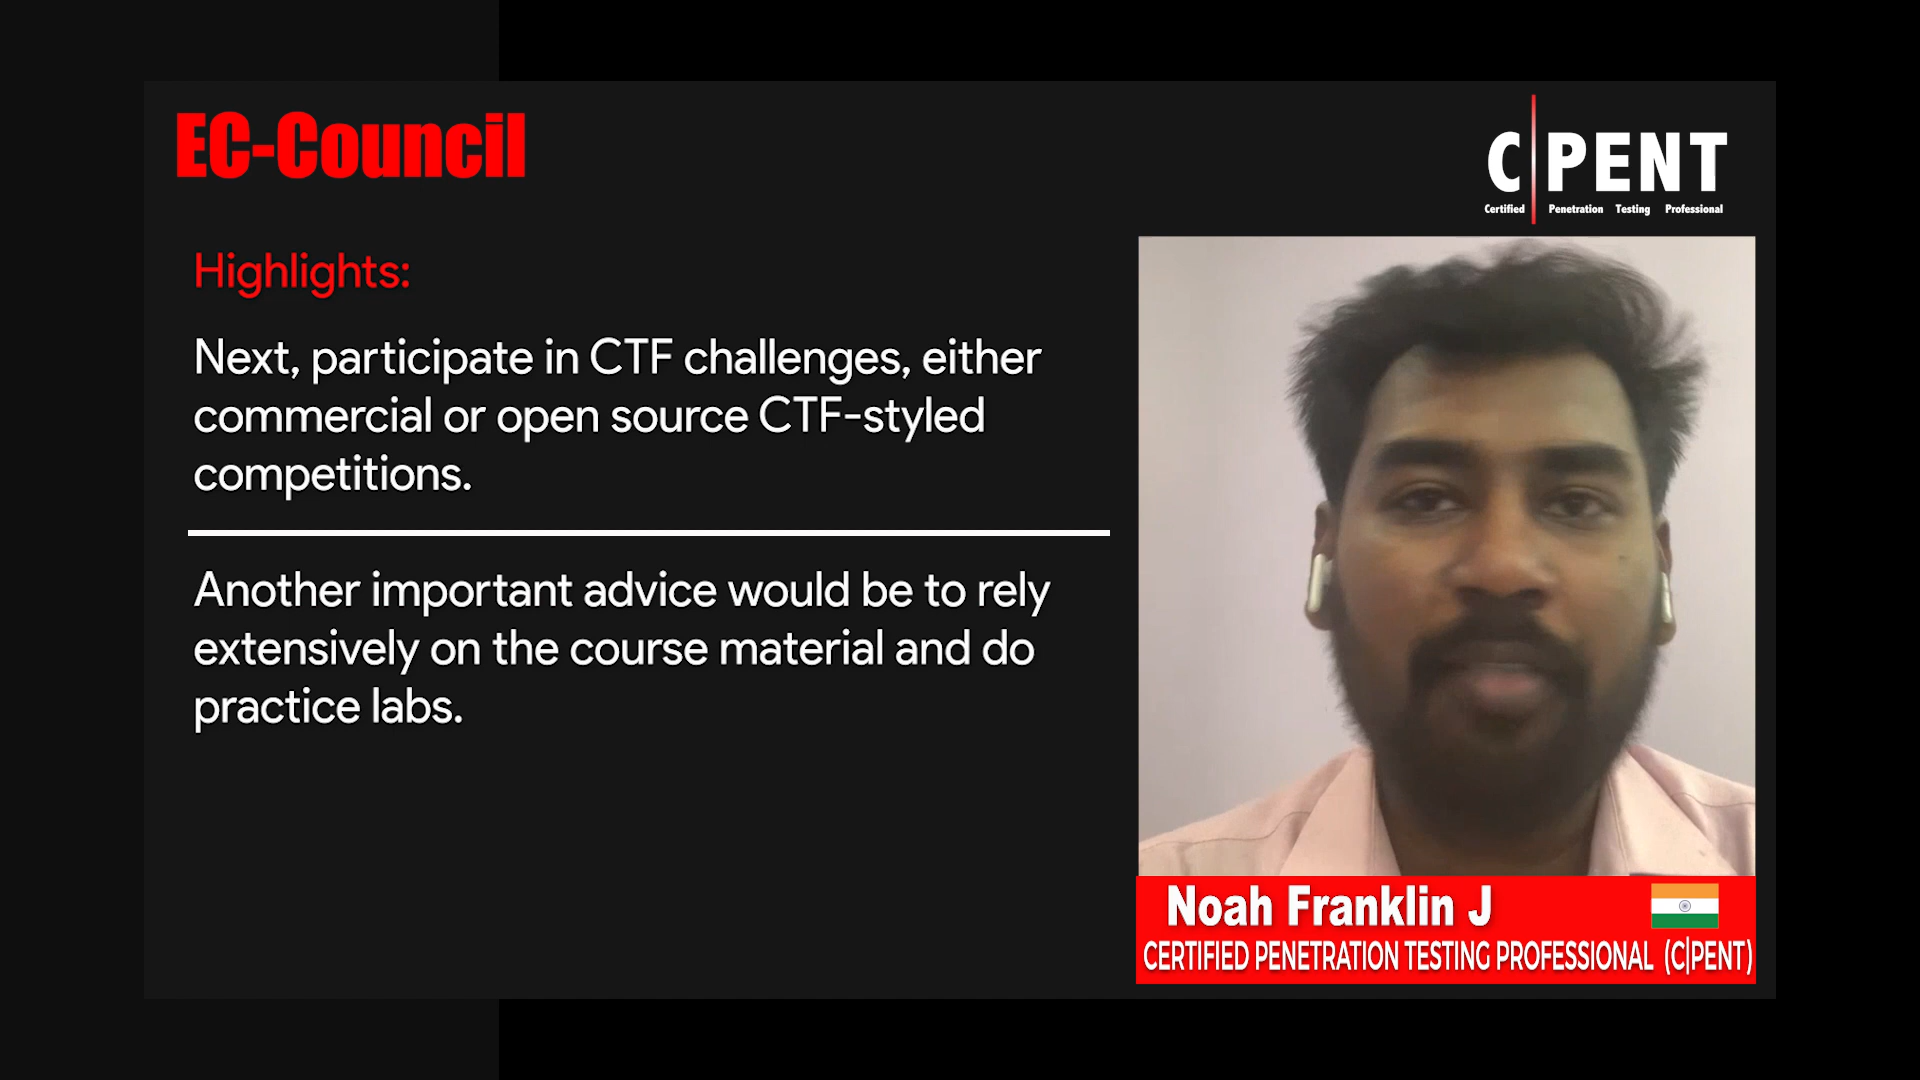 EC-Council
C|PENT
Certified Penetration Testing Professional
Highlights:
Next, participate in CTF challenges, either
commercial or open source CTF-styled
competitions.
Another important advice would be to rely
extensively on the course material and do
practice labs.
Noah Franklin J
CERTIFIED PENETRATION TESTING PROFESSIONAL (C|PENT)